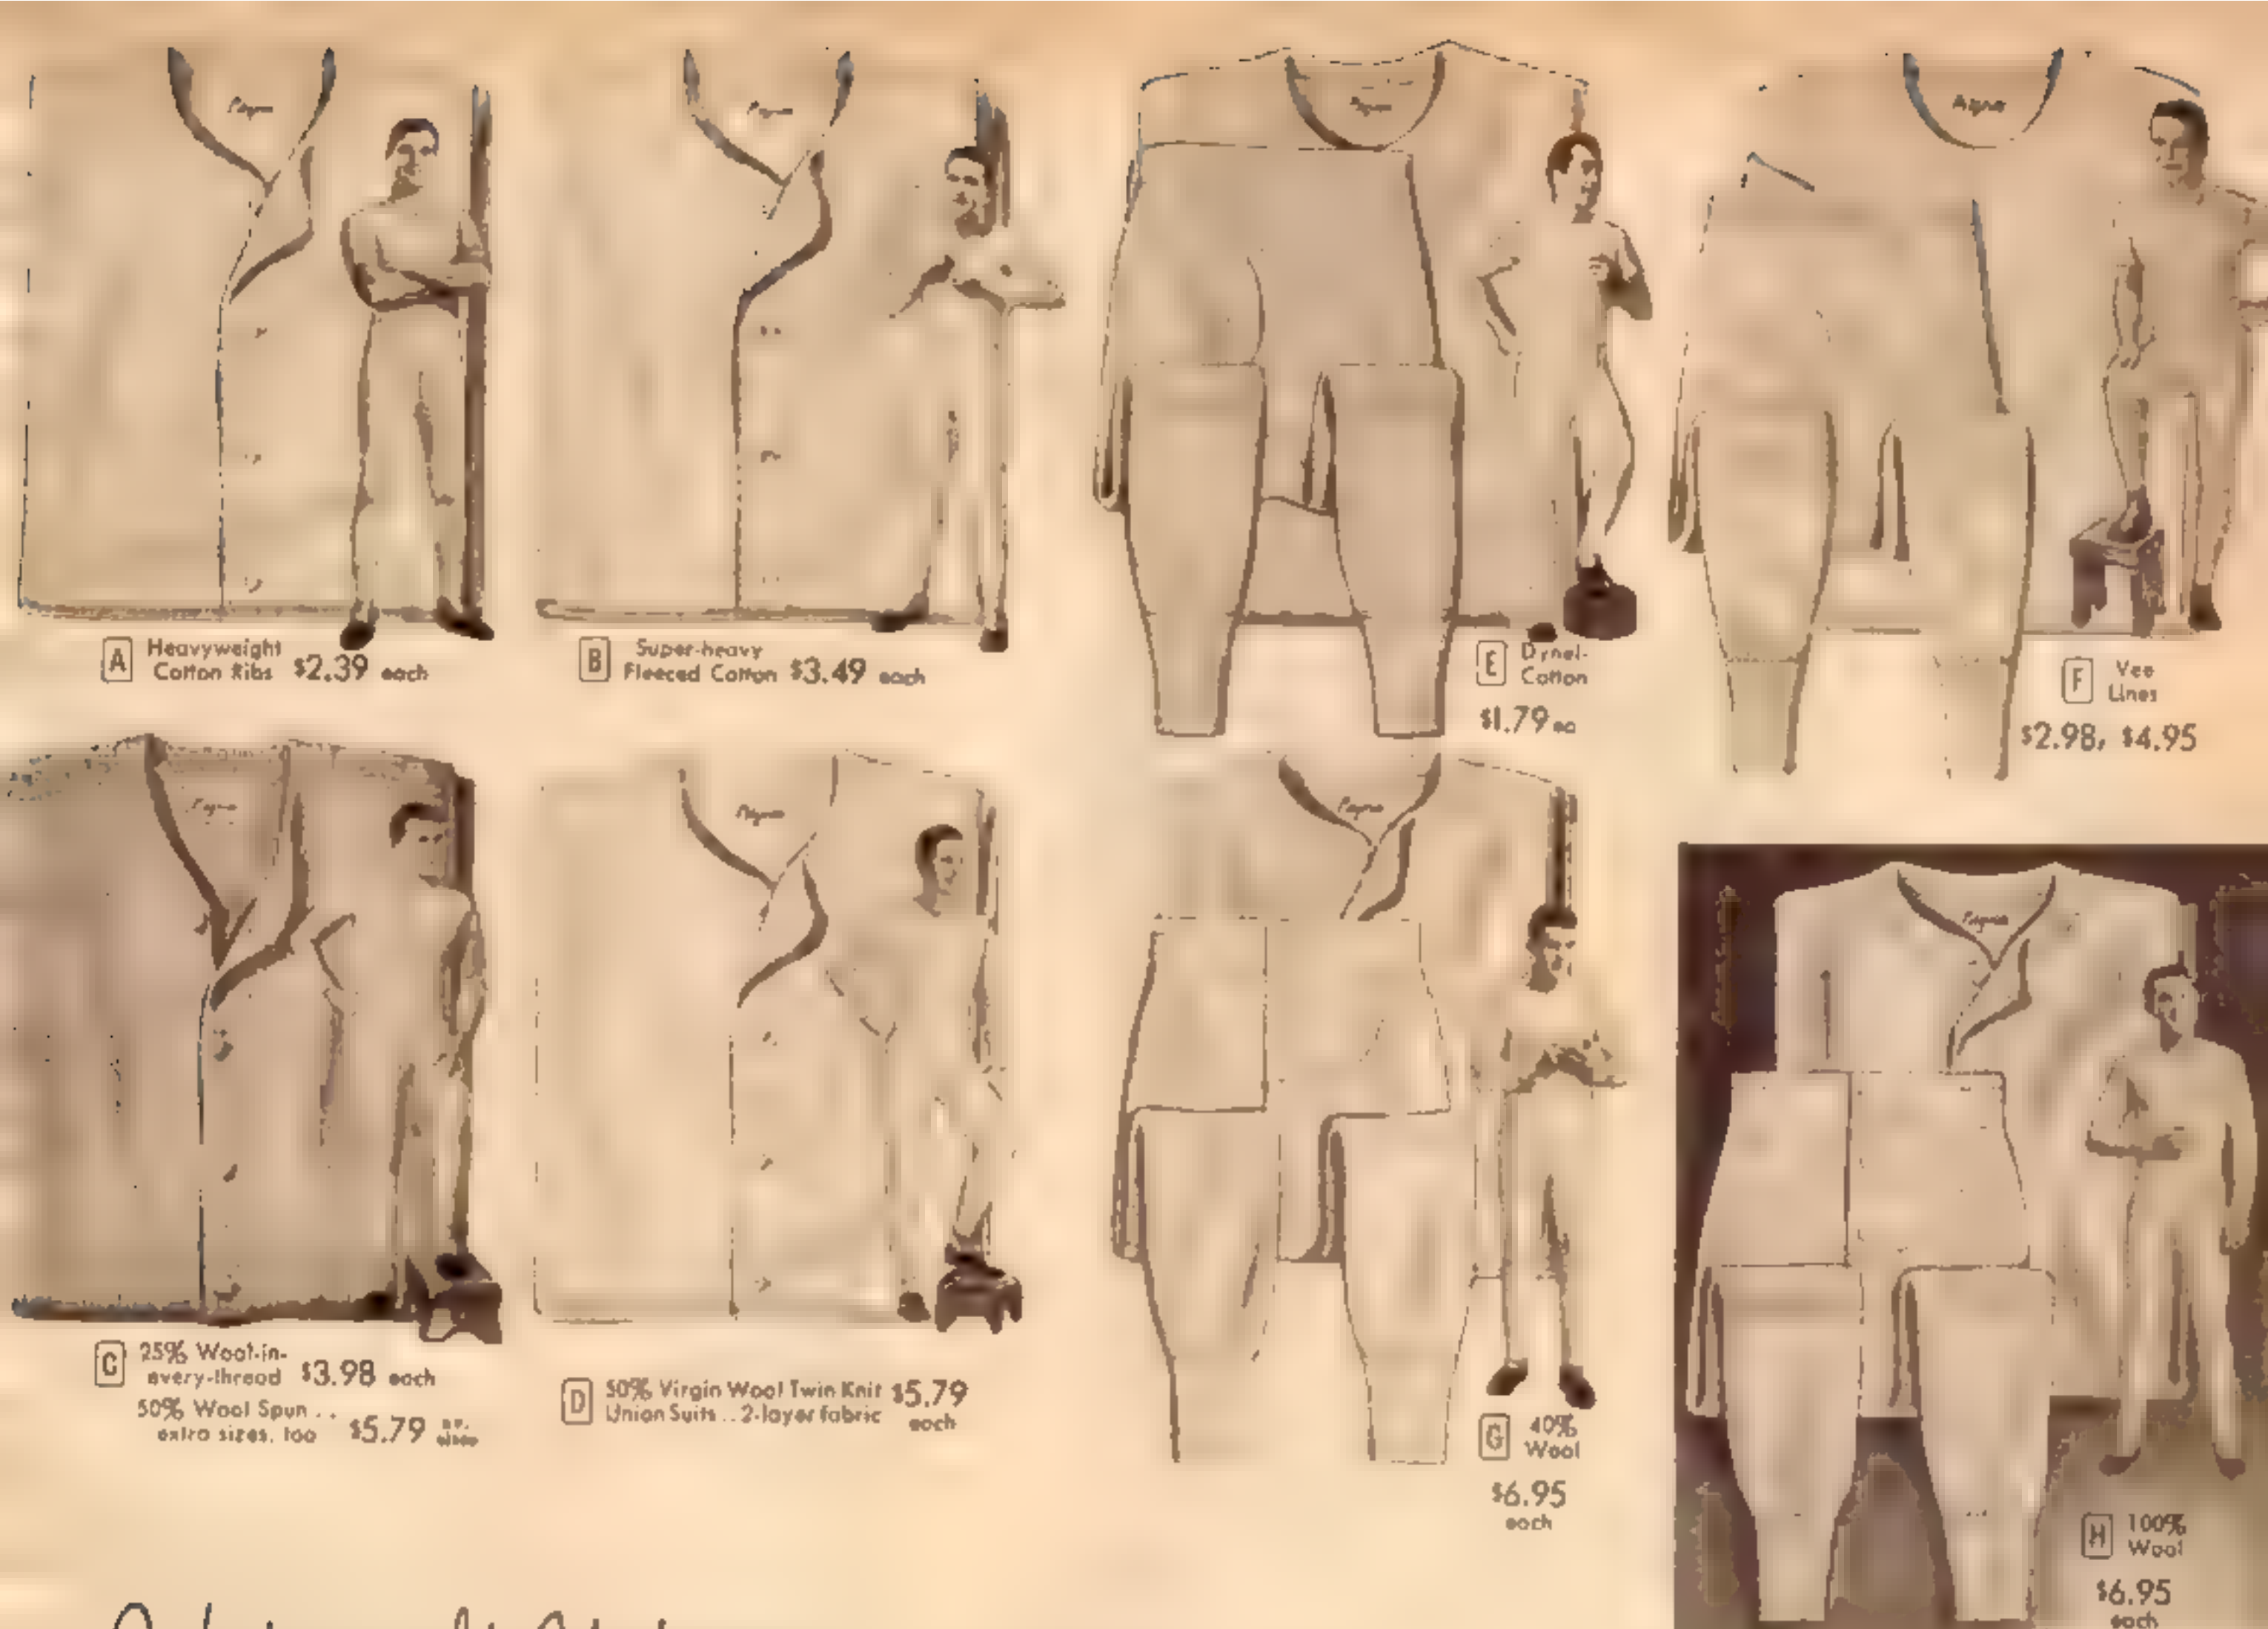 A Heavyweight
Cotton Ribs $2.39 each
B Super-heavy
Fleeced Cotton $3.49 each
E Dynel-
Cotton
$1.79 ea
F Vee
Lines
$2.98, $4.95
C 25% Wool-in-
every-thread $3.98 each
50% Wool Spun . .
extra sizes, too $5.79
D 50% Virgin Wool Twin Knit $5.79
Union Suits . . 2-layer fabric each
G 40%
Wool
$6.95
each
H 100%
Wool
$6.95
each